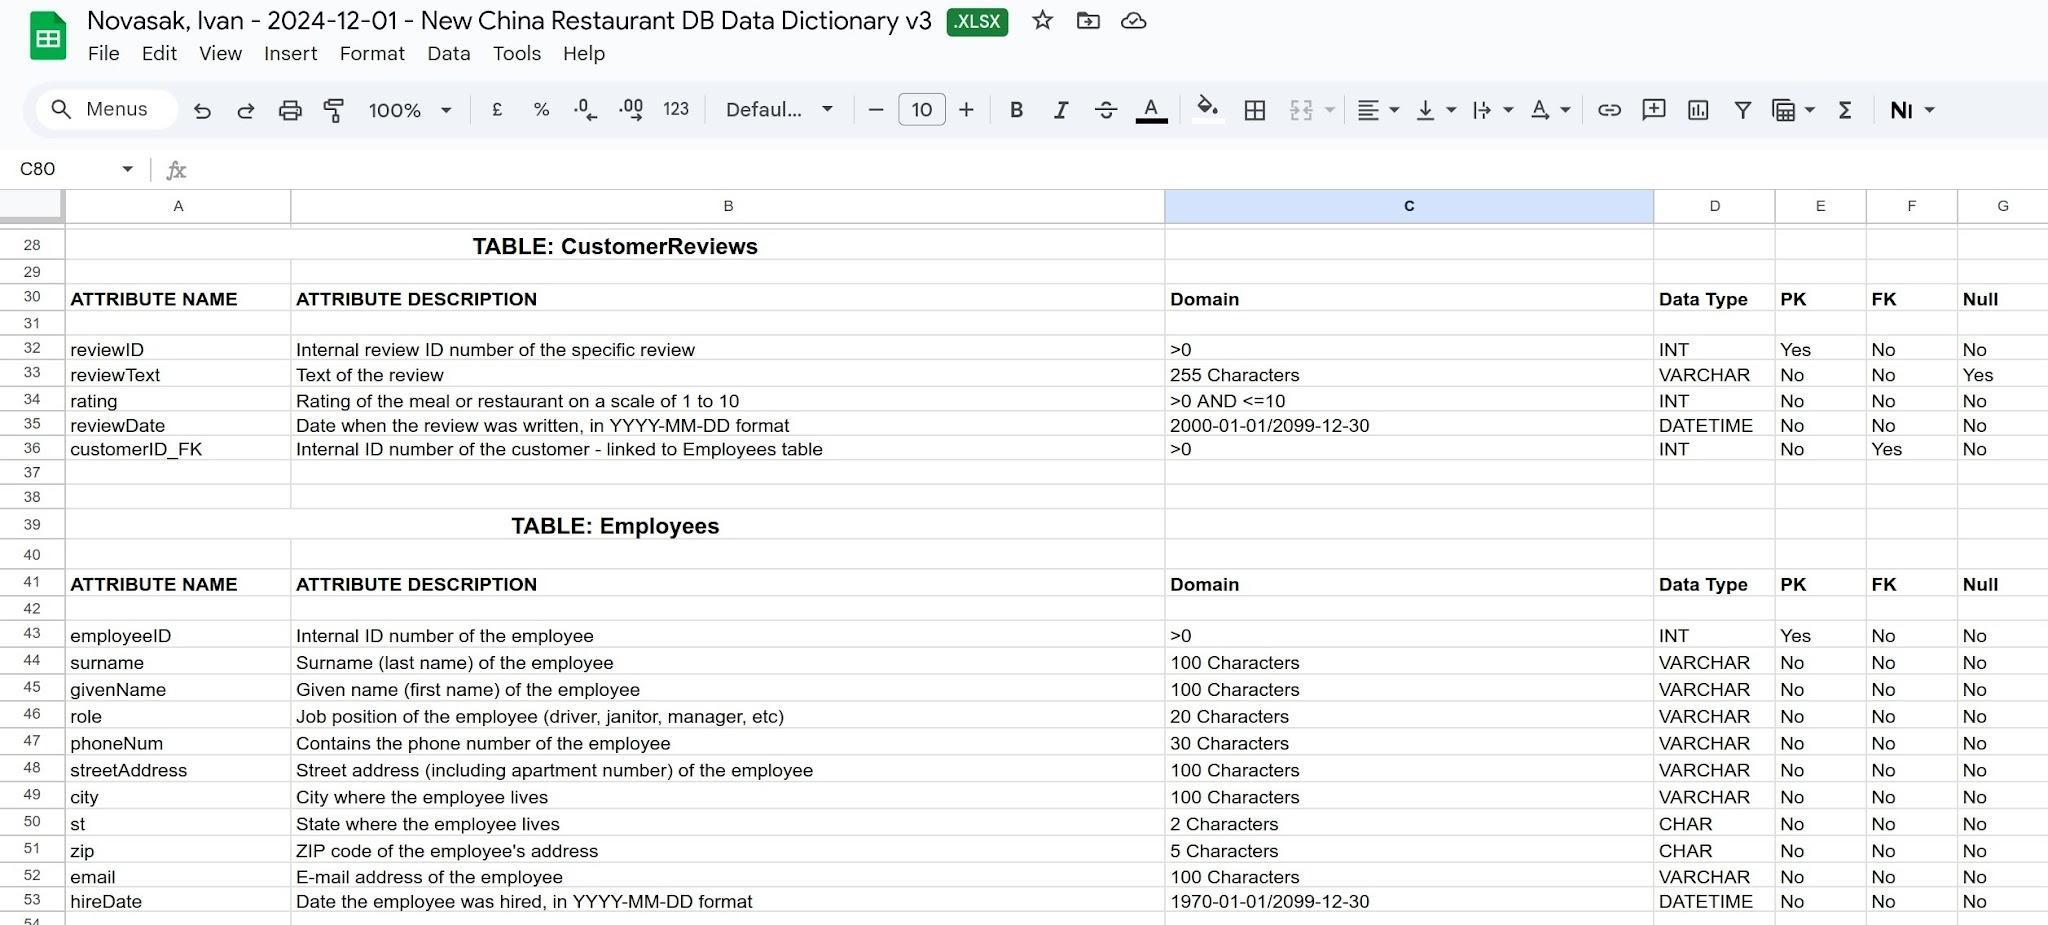 Novasak, Ivan - 2024-12-01 - New China Restaurant DB Data Dictionary v3 .XLSX
File Edit View Insert Format Data Tools Help
Menus 100% £ % .0 .00 123 Defaul... − 10 + B I S A Σ NI
C80 fx
A B C D E F G
28 TABLE: CustomerReviews
29
30 ATTRIBUTE NAME ATTRIBUTE DESCRIPTION Domain Data Type PK FK Null
31
32 reviewID Internal review ID number of the specific review >0 INT Yes No No
33 reviewText Text of the review 255 Characters VARCHAR No No Yes
34 rating Rating of the meal or restaurant on a scale of 1 to 10 >0 AND <=10 INT No No No
35 reviewDate Date when the review was written, in YYYY-MM-DD format 2000-01-01/2099-12-30 DATETIME No No No
36 customerID_FK Internal ID number of the customer - linked to Employees table >0 INT No Yes No
37
38
39 TABLE: Employees
40
41 ATTRIBUTE NAME ATTRIBUTE DESCRIPTION Domain Data Type PK FK Null
42
43 employeeID Internal ID number of the employee >0 INT Yes No No
44 surname Surname (last name) of the employee 100 Characters VARCHAR No No No
45 givenName Given name (first name) of the employee 100 Characters VARCHAR No No No
46 role Job position of the employee (driver, janitor, manager, etc) 20 Characters VARCHAR No No No
47 phoneNum Contains the phone number of the employee 30 Characters VARCHAR No No No
48 streetAddress Street address (including apartment number) of the employee 100 Characters VARCHAR No No No
49 city City where the employee lives 100 Characters VARCHAR No No No
50 st State where the employee lives 2 Characters CHAR No No No
51 zip ZIP code of the employee's address 5 Characters CHAR No No No
52 email E-mail address of the employee 100 Characters VARCHAR No No No
53 hireDate Date the employee was hired, in YYYY-MM-DD format 1970-01-01/2099-12-30 DATETIME No No No
54